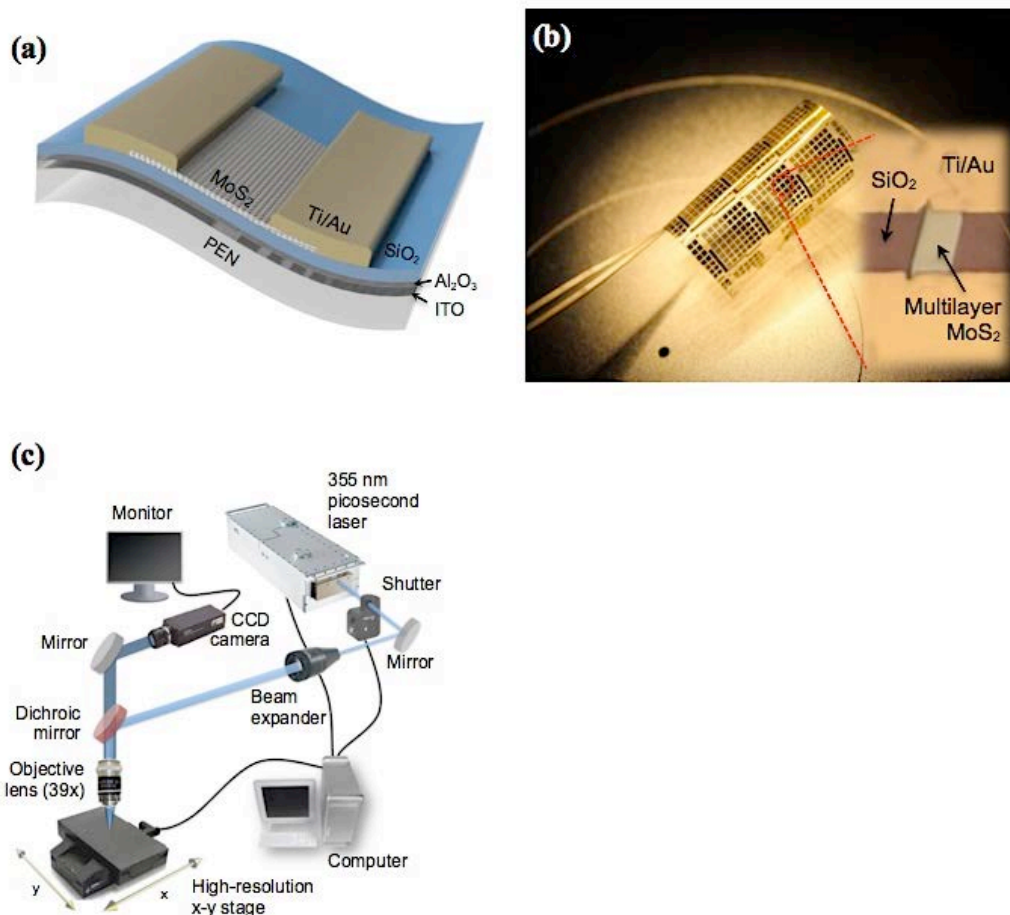 (a)
MoS₂
Ti/Au
PEN
SiO₂
Al₂O₃
ITO
(b)
Ti/Au
SiO₂
Multilayer
MoS₂
(c)
355 nm
picosecond
laser
Monitor
Shutter
CCD
camera
Mirror
Mirror
Beam
expander
Dichroic
mirror
Objective
lens (39x)
Computer
y
x
High-resolution
x-y stage